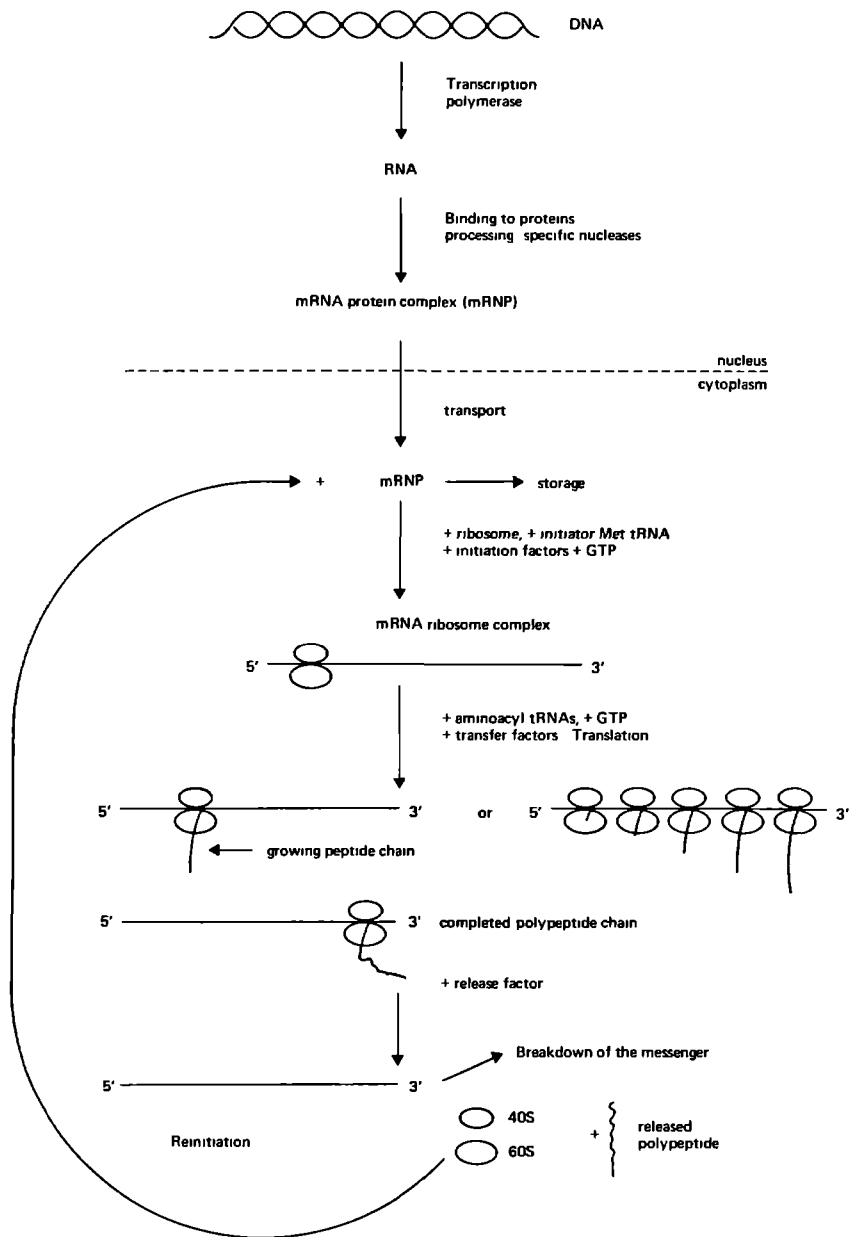 DNA
Transcription
polymerase
RNA
Binding to proteins
processing specific nucleases
mRNA protein complex (mRNP)
nucleus
cytoplasm
transport
+ mRNP storage
+ ribosome, + initiator Met tRNA
+ initiation factors + GTP
mRNA ribosome complex
5′ 3′
+ aminoacyl tRNAs, + GTP
+ transfer factors Translation
5′ 3′ or 5′ 3′
growing peptide chain
5′ 3′ completed polypeptide chain
+ release factor
Breakdown of the messenger
5′ 3′
40S
+ released
polypeptide
Reinitiation 60S